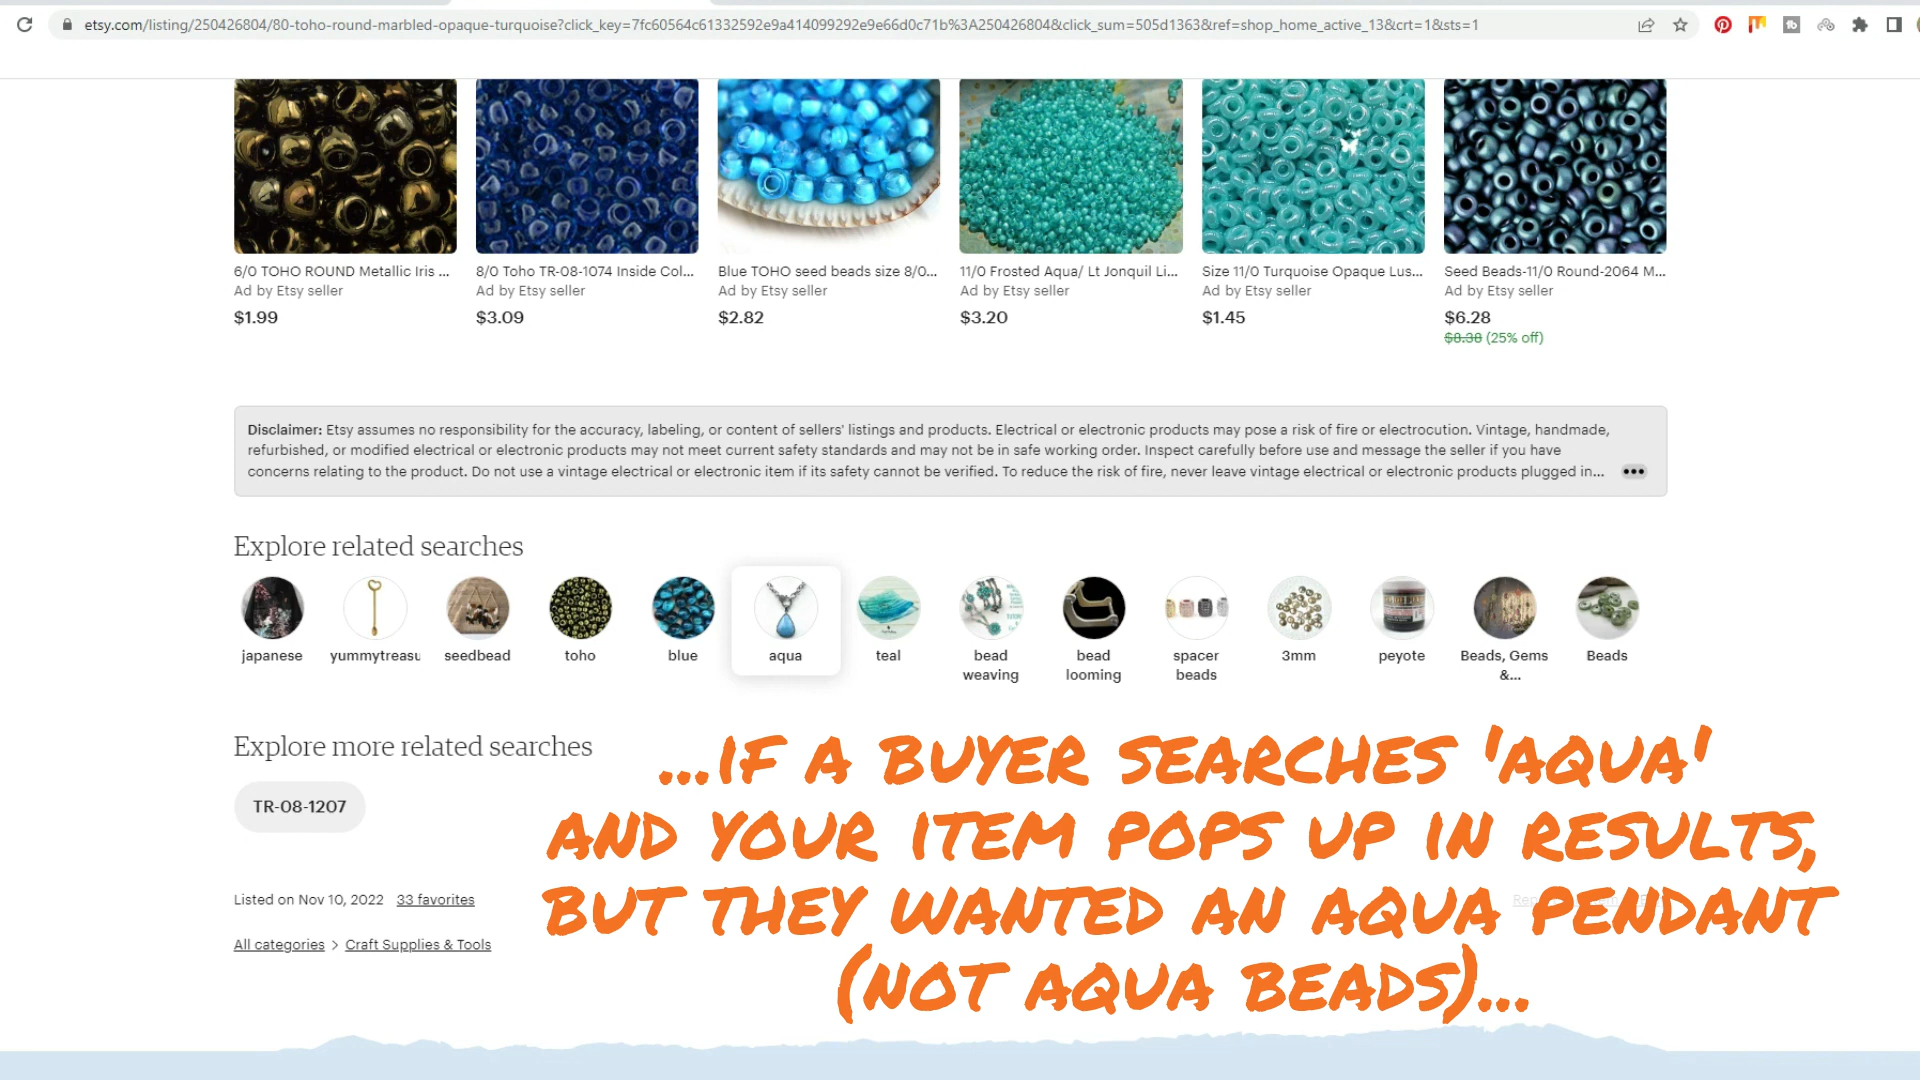 etsy.com/listing/250426804/80-toho-round-marbled-opaque-turquoise?click_key=7fc60564c61332592e9a414099292e9e66d0c71b%3A250426804&click_sum=505d1363&ref=shop_home_active_13&crt=1&sts=1
6/0 TOHO ROUND Metallic Iris ...
Ad by Etsy seller
$1.99
8/0 Toho TR-08-1074 Inside Col...
Ad by Etsy seller
$3.09
Blue TOHO seed beads size 8/0...
Ad by Etsy seller
$2.82
11/0 Frosted Aqua/ Lt Jonquil Li...
Ad by Etsy seller
$3.20
Size 11/0 Turquoise Opaque Lus...
Ad by Etsy seller
$1.45
Seed Beads-11/0 Round-2064 M...
Ad by Etsy seller
$6.28
$8.38 (25% off)
Disclaimer: Etsy assumes no responsibility for the accuracy, labeling, or content of sellers' listings and products. Electrical or electronic products may pose a risk of fire or electrocution. Vintage, handmade,
refurbished, or modified electrical or electronic products may not meet current safety standards and may not be in safe working order. Inspect carefully before use and message the seller if you have
concerns relating to the product. Do not use a vintage electrical or electronic item if its safety cannot be verified. To reduce the risk of fire, never leave vintage electrical or electronic products plugged in...
Explore related searches
japanese
yummytreasu
seedbead
toho
blue
aqua
teal
bead
weaving
bead
looming
spacer
beads
3mm
peyote
Beads, Gems
&...
Beads
Explore more related searches
TR-08-1207
...IF A BUYER SEARCHES 'AQUA'
AND YOUR ITEM POPS UP IN RESULTS,
BUT THEY WANTED AN AQUA PENDANT
(NOT AQUA BEADS)...
Listed on Nov 10, 2022 33 favorites
All categories > Craft Supplies & Tools